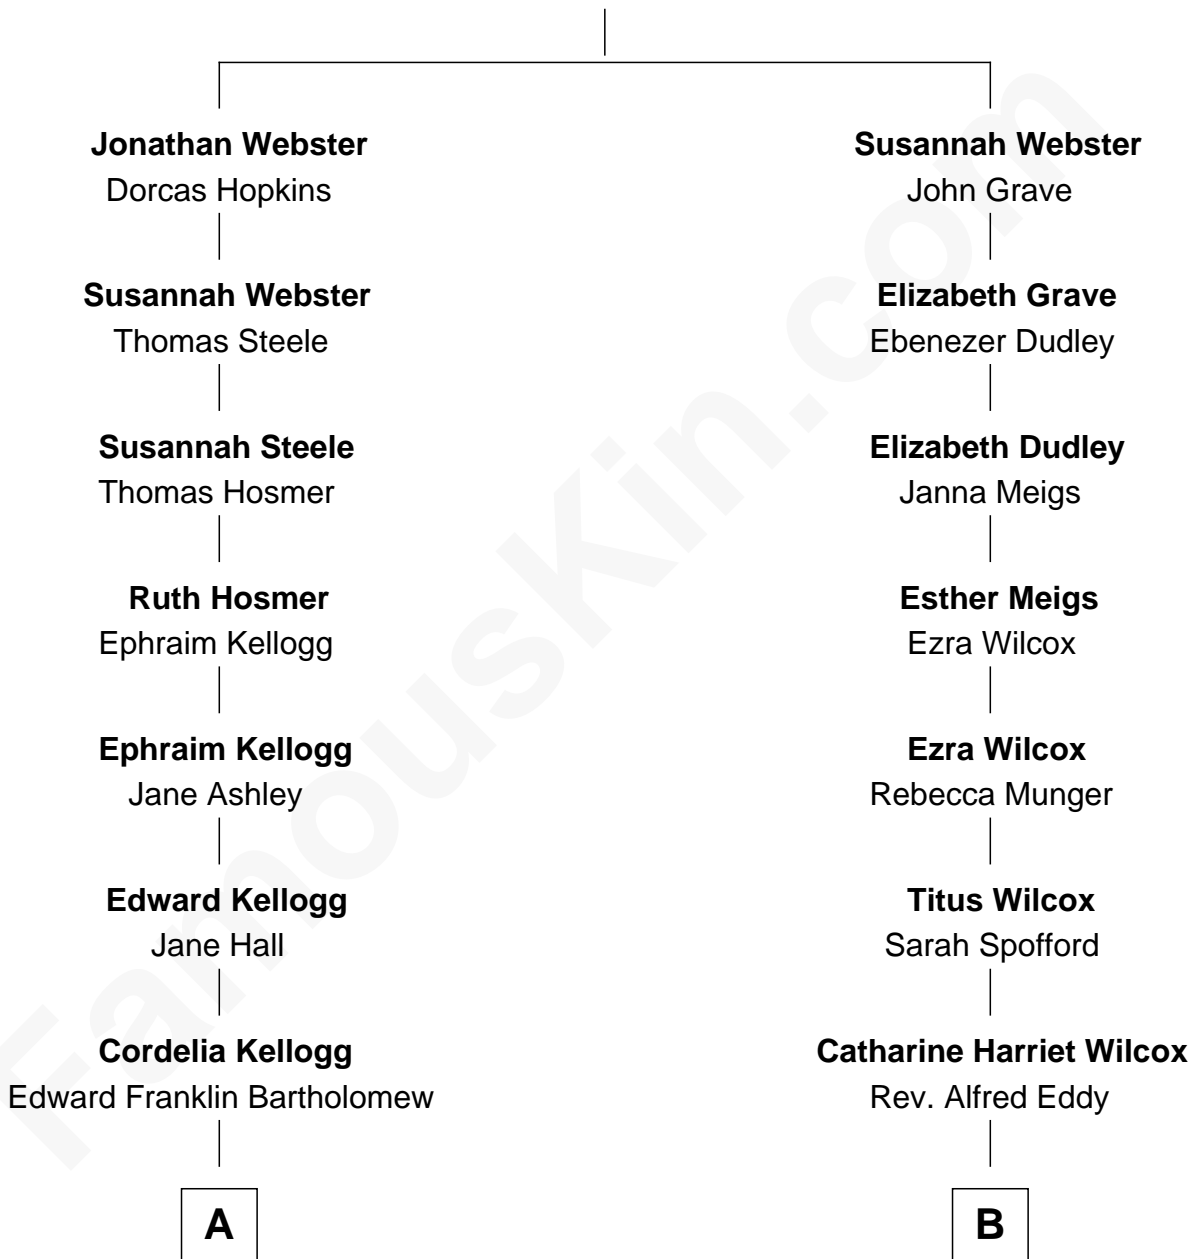 Jonathan Webster
Dorcas Hopkins
Susannah Webster
Thomas Steele
Susannah Steele
Thomas Hosmer
Ruth Hosmer
Ephraim Kellogg
Ephraim Kellogg
Jane Ashley
Edward Kellogg
Jane Hall
Cordelia Kellogg
Edward Franklin Bartholomew
A
Susannah Webster
John Grave
Elizabeth Grave
Ebenezer Dudley
Elizabeth Dudley
Janna Meigs
Esther Meigs
Ezra Wilcox
Ezra Wilcox
Rebecca Munger
Titus Wilcox
Sarah Spofford
Catharine Harriet Wilcox
Rev. Alfred Eddy
B
FamousKin.com